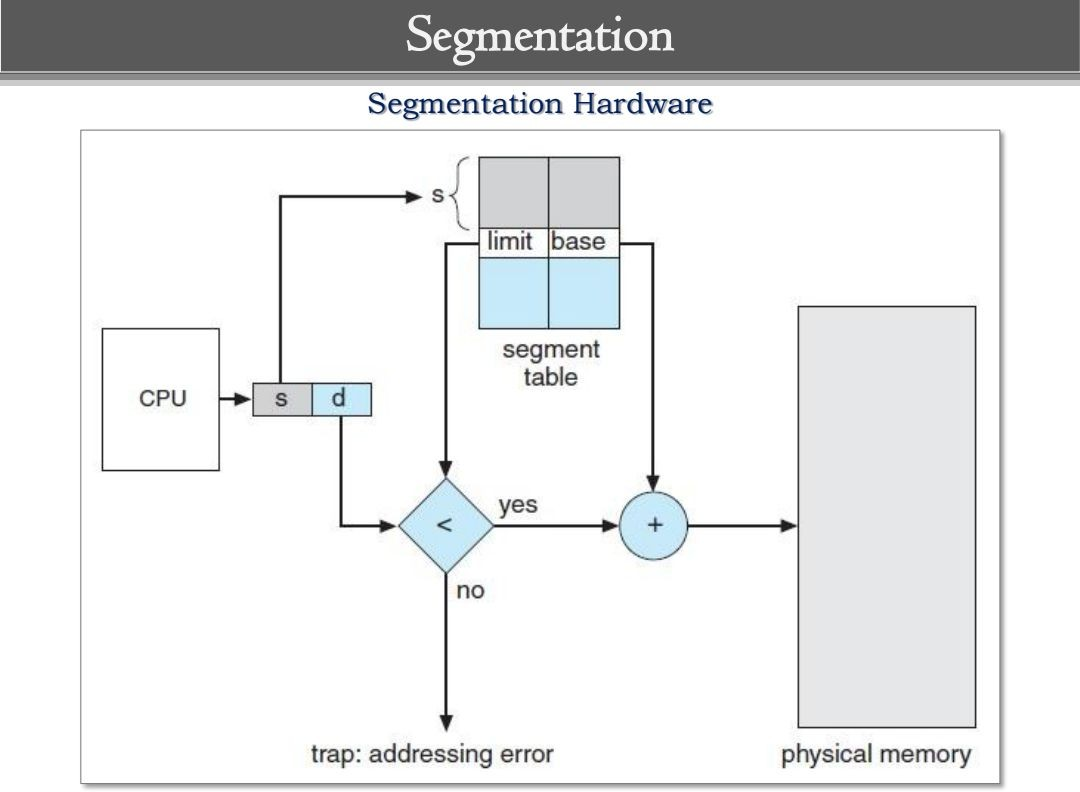 Segmentation
Segmentation Hardware
s
limit base
segment
table
CPU
s d
<
yes
+
no
trap: addressing error
physical memory